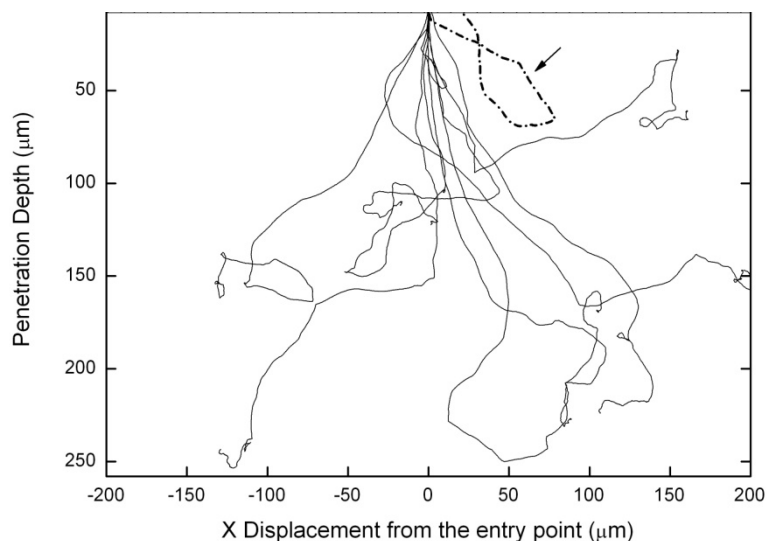 50
100
150
200
250
Penetration Depth (μm)
-200 -150 -100 -50 0 50 100 150 200
X Displacement from the entry point (μm)